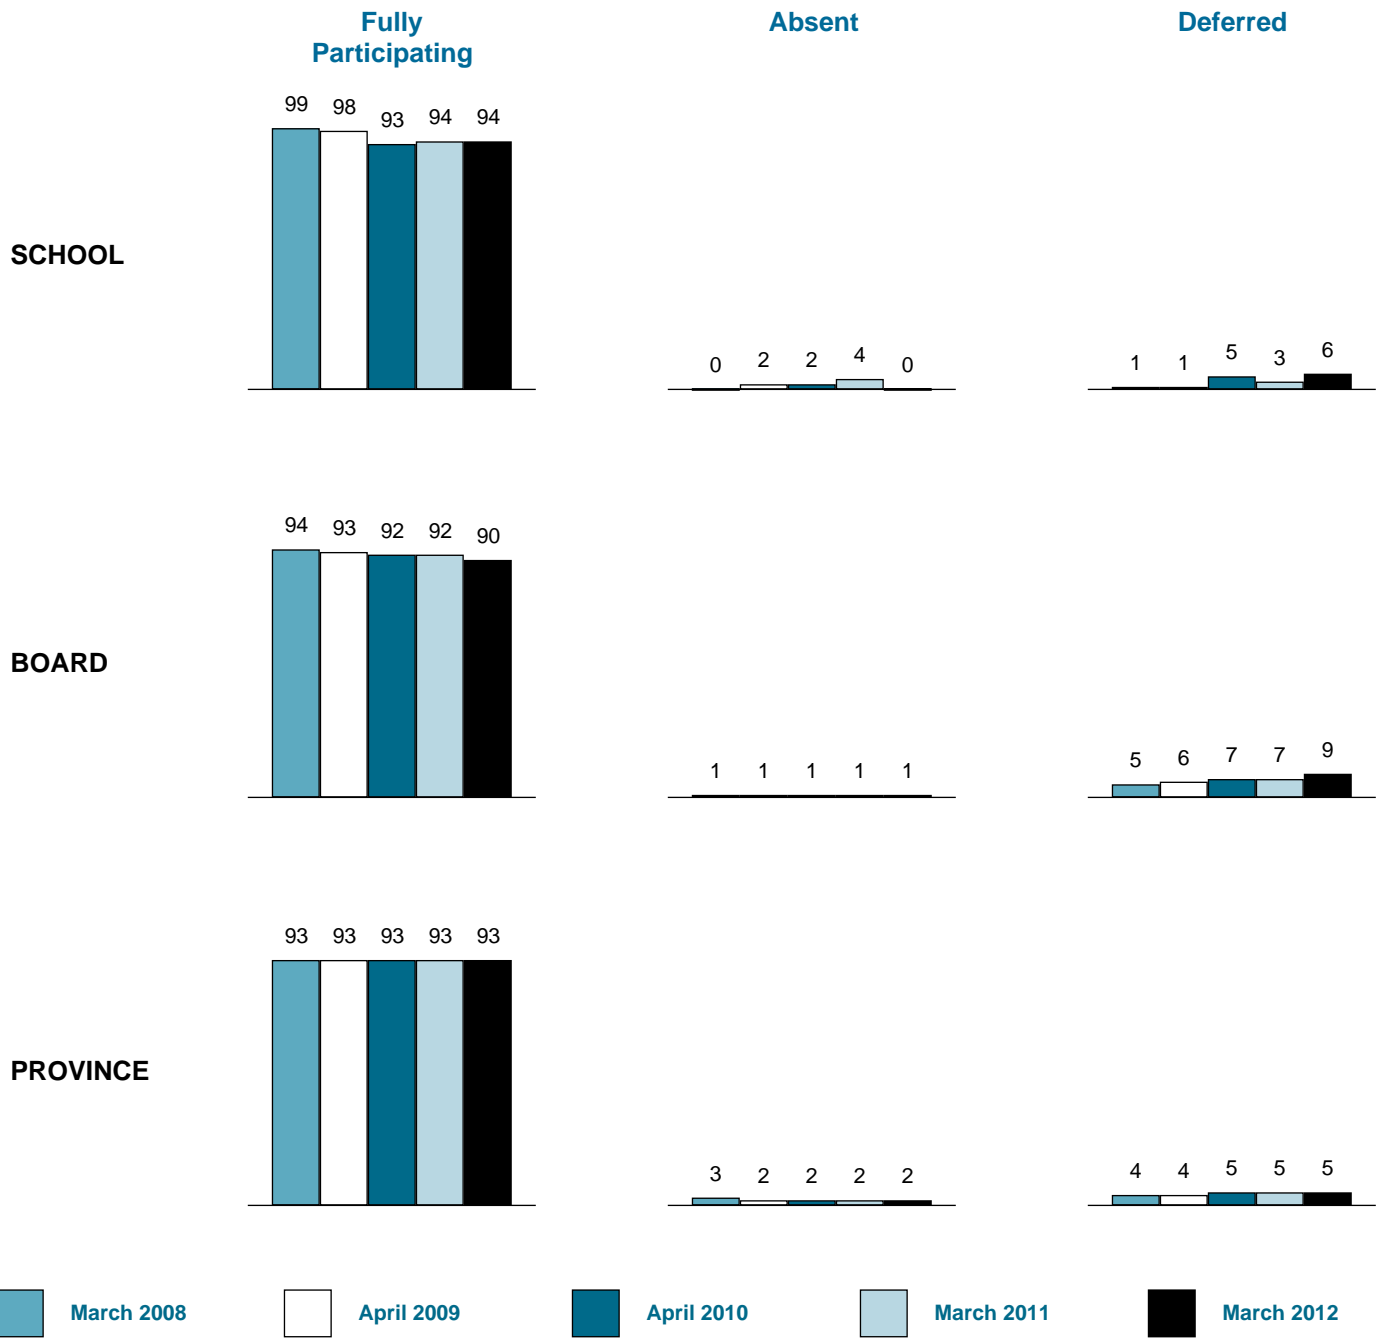 Fully
Participating
Absent
Deferred
99 98 93 94 94
0 2 2 4 0
1 1 5 3 6
SCHOOL
94 93 92 92 90
1 1 1 1 1
5 6 7 7 9
BOARD
93 93 93 93 93
3 2 2 2 2
4 4 5 5 5
PROVINCE
March 2008
April 2009
April 2010
March 2011
March 2012